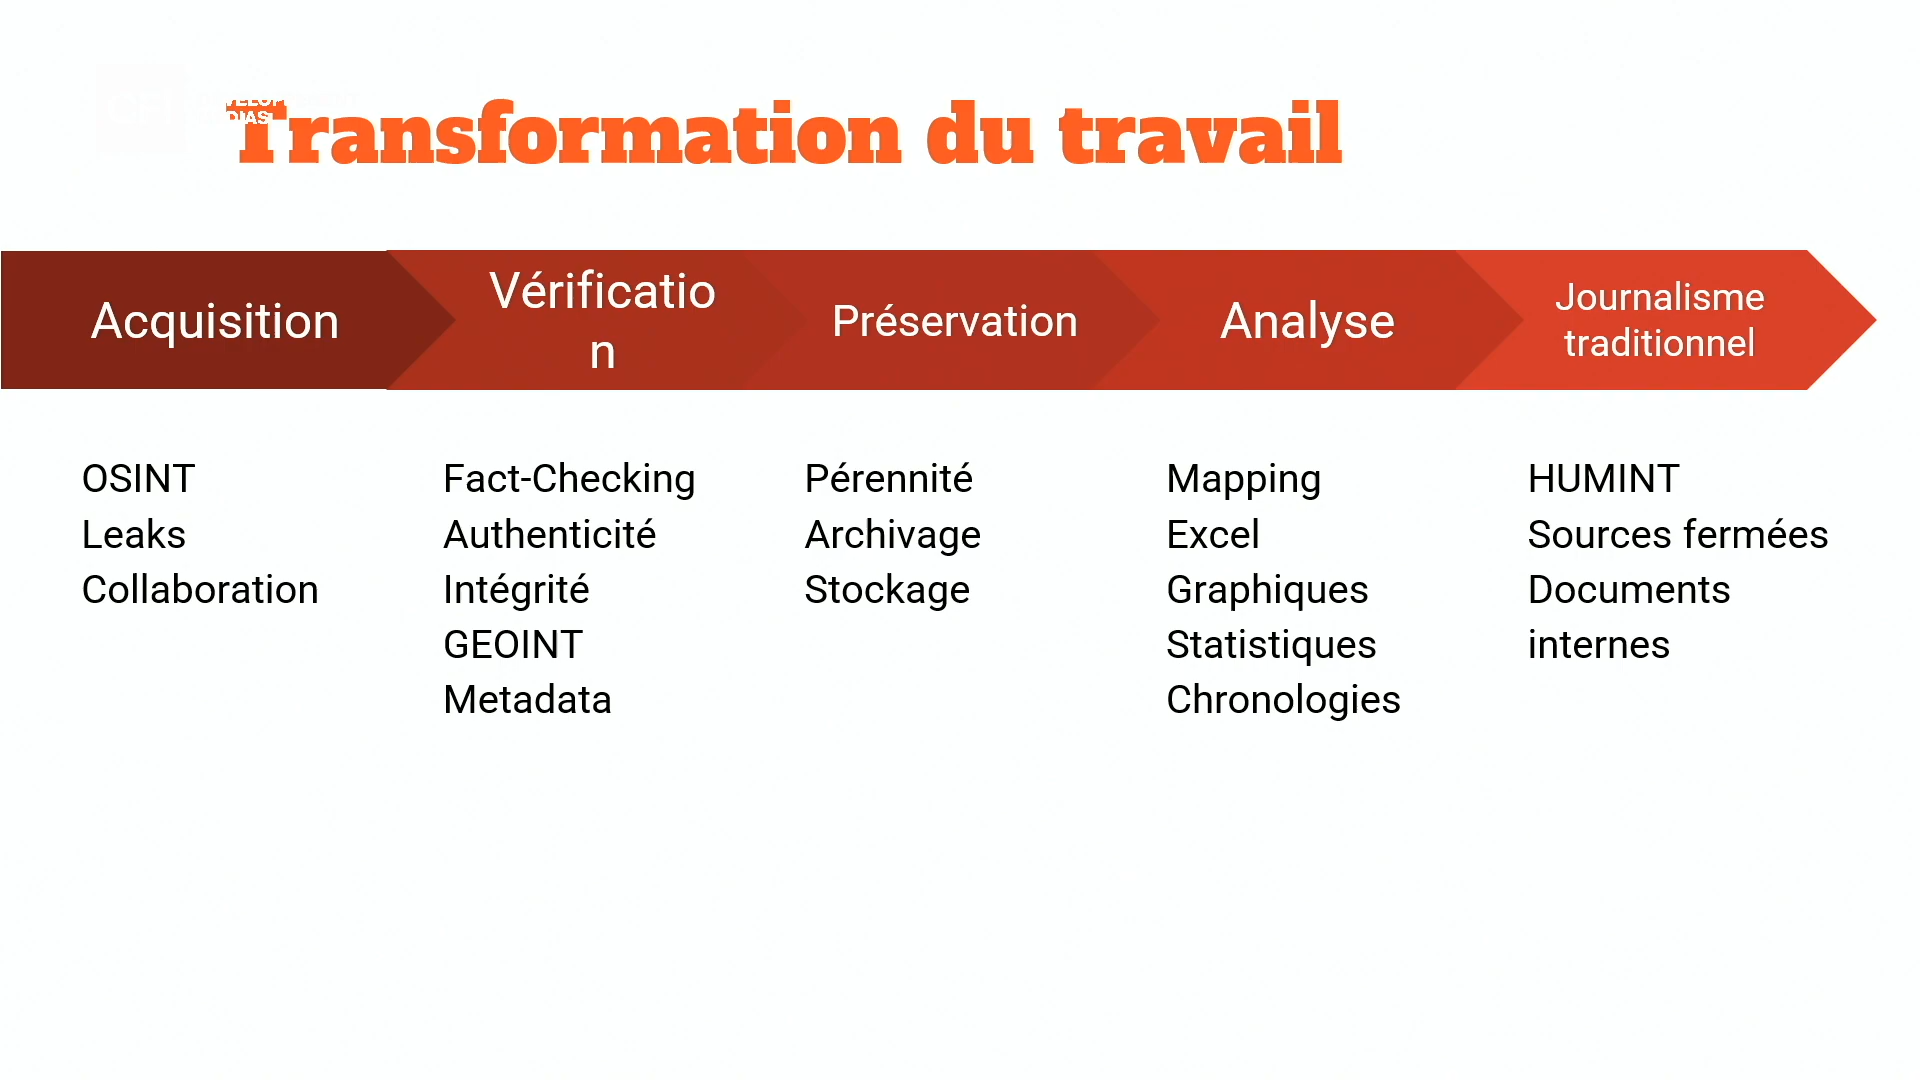 Transformation du travail
Acquisition
Vérificatio
n
Préservation
Analyse
Journalisme
traditionnel
OSINT
Leaks
Collaboration
Fact-Checking
Authenticité
Intégrité
GEOINT
Metadata
Pérennité
Archivage
Stockage
Mapping
Excel
Graphiques
Statistiques
Chronologies
HUMINT
Sources fermées
Documents
internes